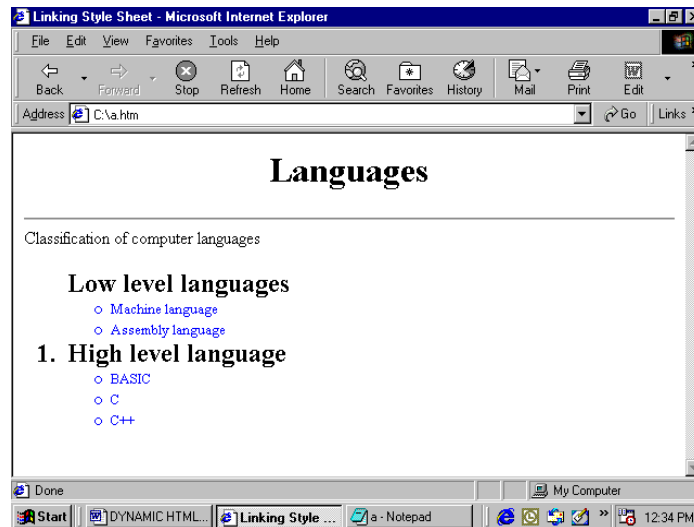 Linking Style Sheet - Microsoft Internet Explorer
File Edit View Favorites Tools Help
Back Forward Stop Refresh Home Search Favorites History Mail Print Edit »
Address C:\a.htm Go Links »
Languages
Classification of computer languages
Low level languages
Machine language
Assembly language
1. High level language
BASIC
C
C++
Done My Computer
Start DYNAMIC HTML... Linking Style ... a - Notepad » 12:34 PM